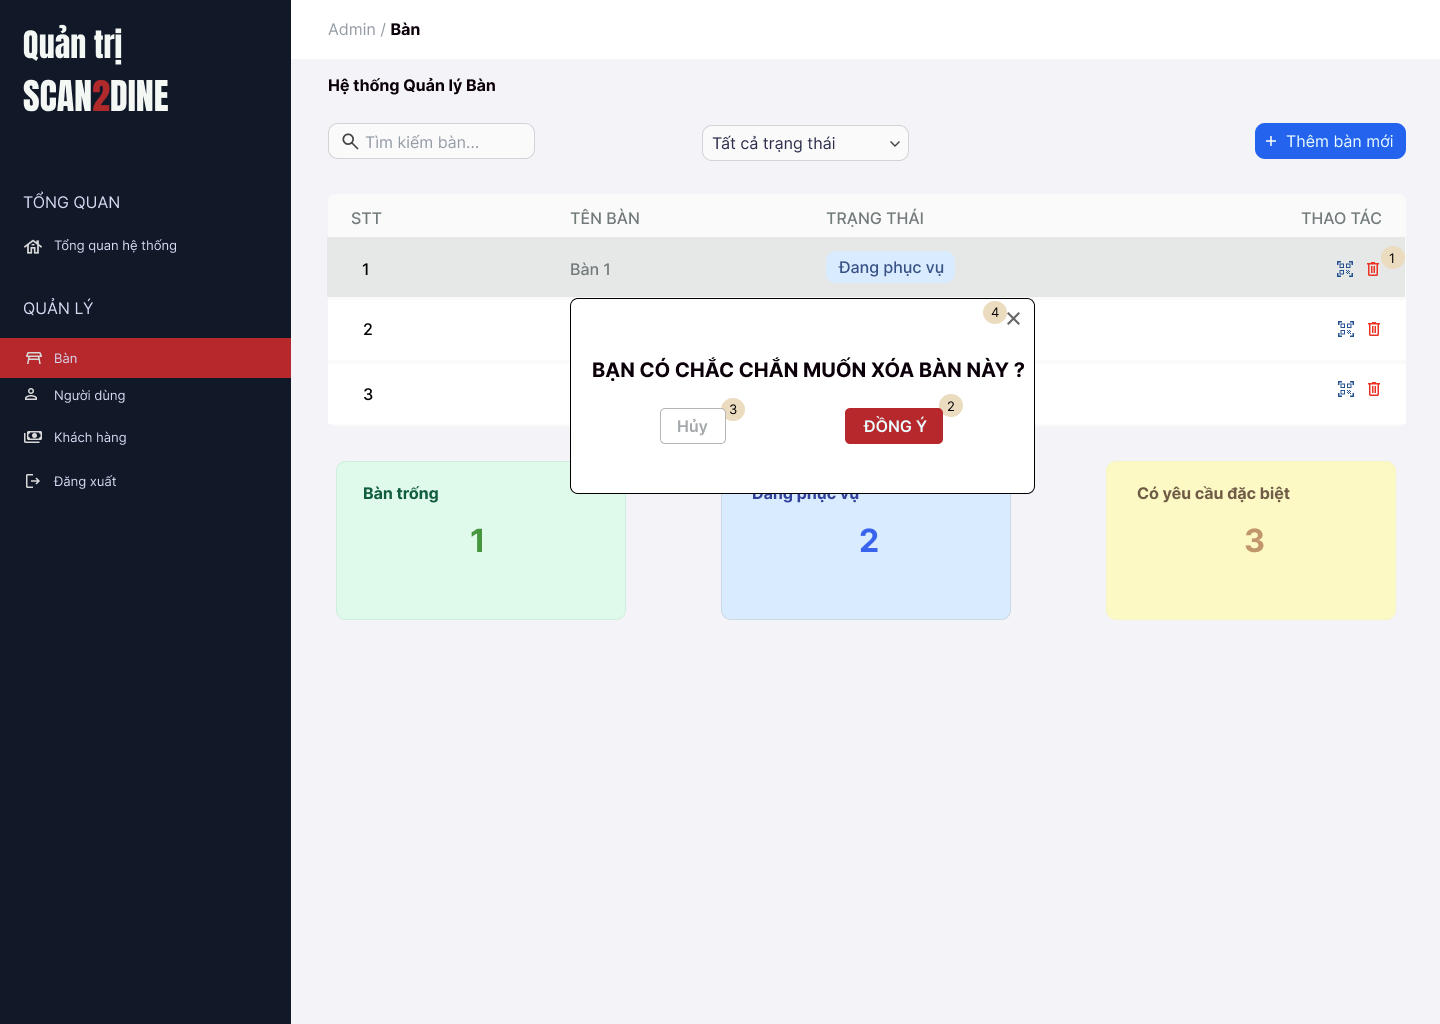 Quản trị
SCAN2DINE
TỔNG QUAN
Tổng quan hệ thống
QUẢN LÝ
Bàn
Người dùng
Khách hàng
Đăng xuất
Admin / Bàn
Hệ thống Quản lý Bàn
Tìm kiếm bàn...
Tất cả trạng thái
+ Thêm bàn mới
STT TÊN BÀN TRẠNG THÁI THAO TÁC
1 Bàn 1 Đang phục vụ 1
2
3
4
BẠN CÓ CHẮC CHẮN MUỐN XÓA BÀN NÀY ?
Hủy 3
ĐỒNG Ý 2
Bàn trống
1
Đang phục vụ
2
Có yêu cầu đặc biệt
3